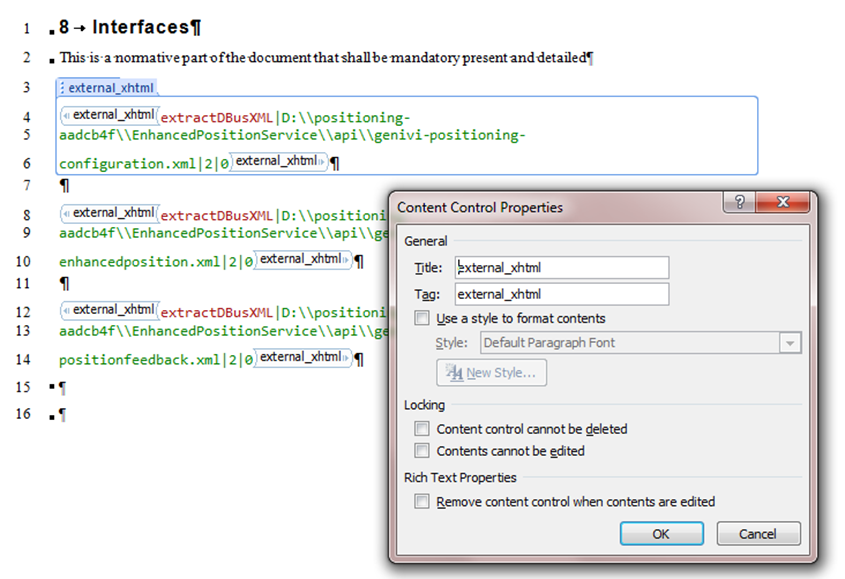 1 8 → Interfaces¶
2 This·is·a·normative·part·of·the·document·that·shall·be·mandatory·present·and·detailed¶
3 external_xhtml
4 external_xhtml extractDBusXML|D:\\positioning-
5 aadcb4f\\EnhancedPositionService\\api\\genivi-positioning-
6 configuration.xml|2|0 external_xhtml ¶
7 ¶
8 external_xhtml extractDBusXML|D:\\positioni
9 aadcb4f\\EnhancedPositionService\\api\\ge
10 enhancedposition.xml|2|0 external_xhtml ¶
11 ¶
12 external_xhtml extractDBusXML|D:\\positioni
13 aadcb4f\\EnhancedPositionService\\api\\ge
14 positionfeedback.xml|2|0 external_xhtml ¶
15 ¶
16 ¶
Content Control Properties
General
Title: external_xhtml
Tag: external_xhtml
Use a style to format contents
Style: Default Paragraph Font
New Style...
Locking
Content control cannot be deleted
Contents cannot be edited
Rich Text Properties
Remove content control when contents are edited
OK Cancel